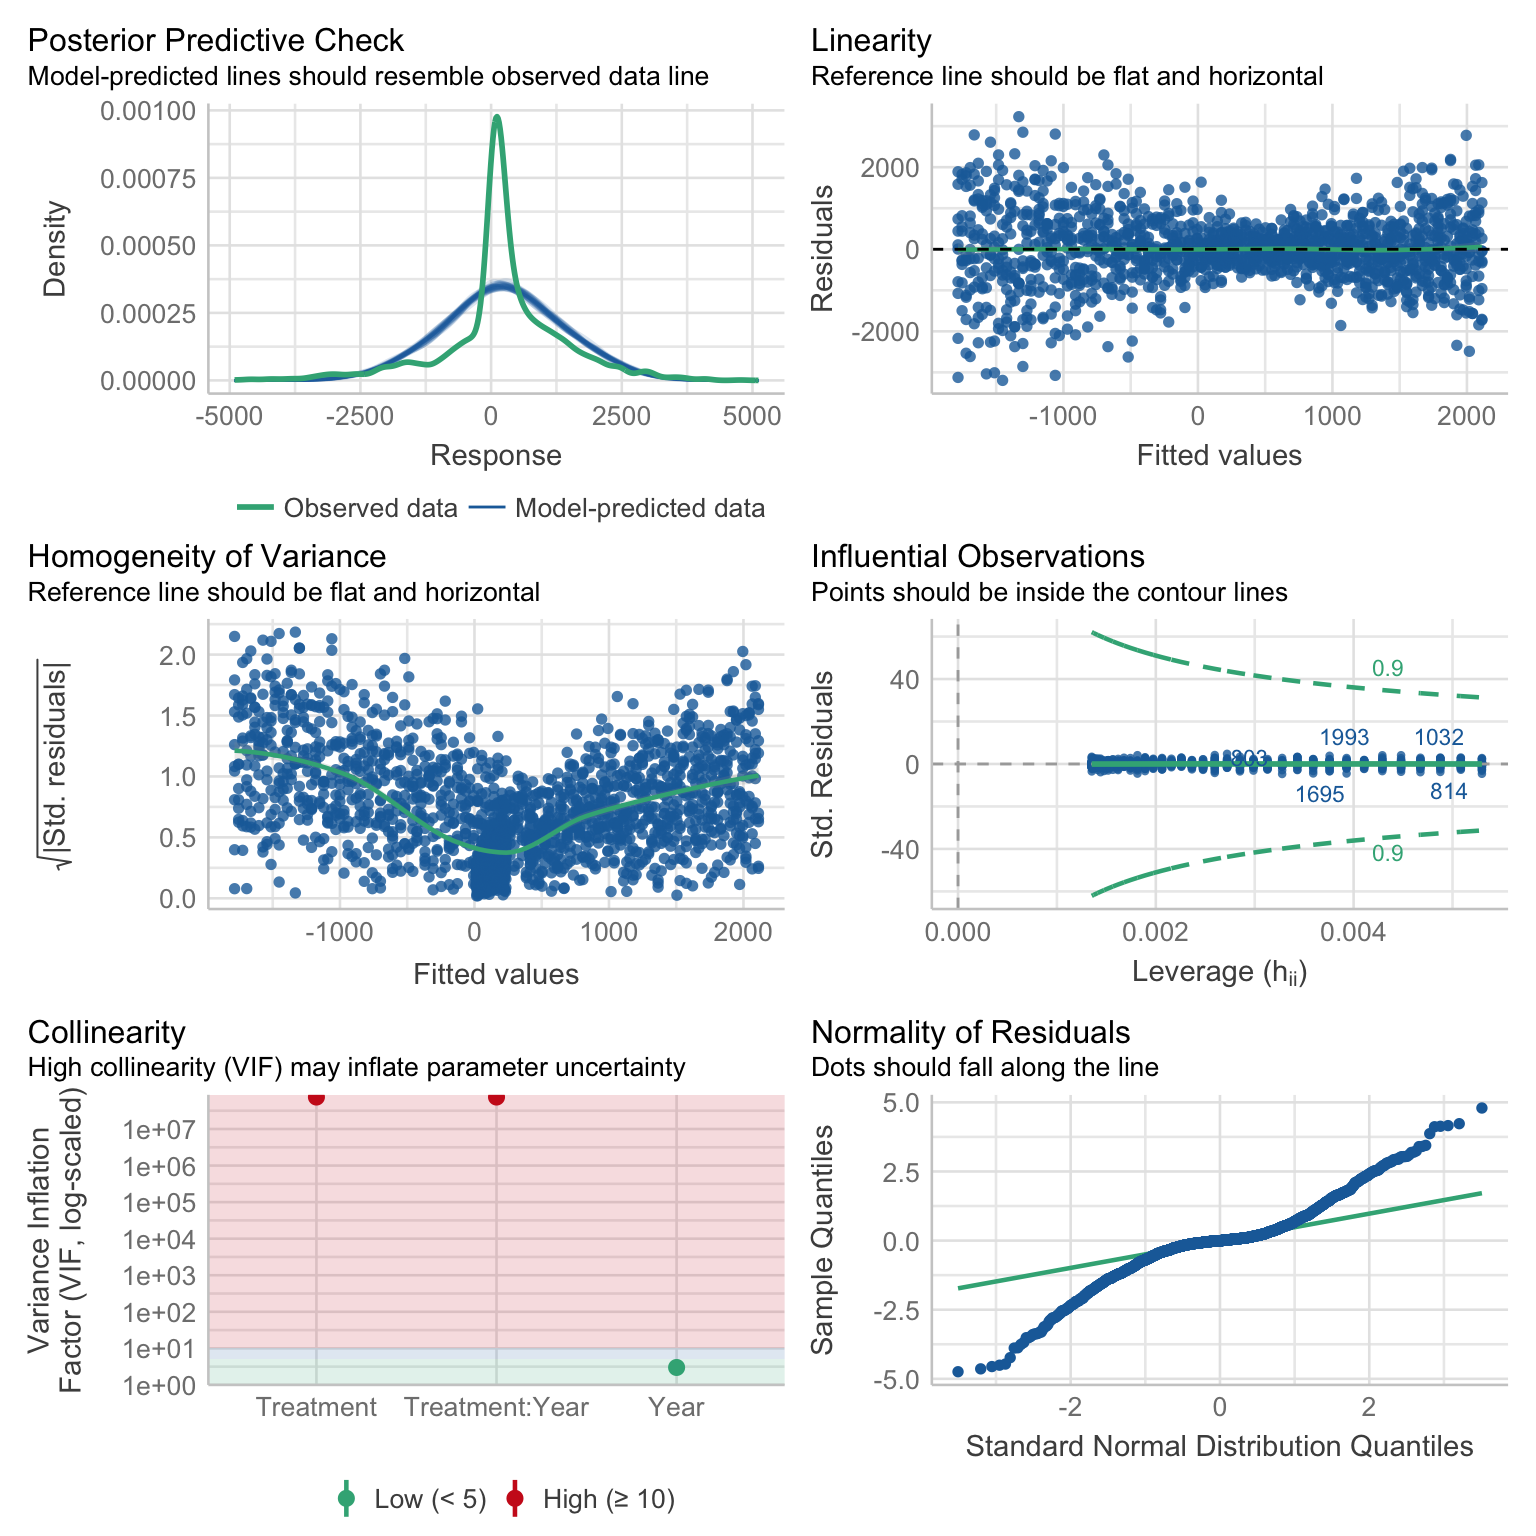 Posterior Predictive Check
Model-predicted lines should resemble observed data line
Density
0.00100
0.00075
0.00050
0.00025
0.00000
-5000 -2500 0 2500 5000
Response
Observed data Model-predicted data
Linearity
Reference line should be flat and horizontal
Residuals
2000
0
-2000
-1000 0 1000 2000
Fitted values
Homogeneity of Variance
Reference line should be flat and horizontal
√|Std. residuals|
2.0
1.5
1.0
0.5
0.0
-1000 0 1000 2000
Fitted values
Influential Observations
Points should be inside the contour lines
Std. Residuals
40
0
-40
0.9
1993 1032
803
1695 814
0.9
0.000 0.002 0.004
Leverage (hii)
Collinearity
High collinearity (VIF) may inflate parameter uncertainty
Variance Inflation
Factor (VIF, log-scaled)
1e+07
1e+06
1e+05
1e+04
1e+03
1e+02
1e+01
1e+00
Treatment Treatment:Year Year
Low (< 5) High (≥ 10)
Normality of Residuals
Dots should fall along the line
Sample Quantiles
5.0
2.5
0.0
-2.5
-5.0
-2 0 2
Standard Normal Distribution Quantiles